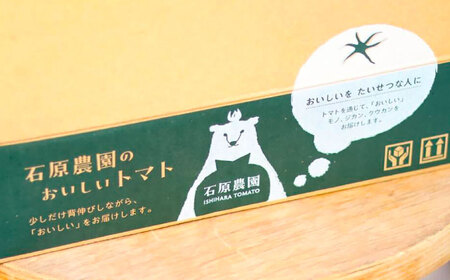 石原農園の
おいしいトマト
少しだけ背伸びしながら、
「おいしい」をお届けします。
石原農園
ISHIHARA TOMATO
おいしいを たいせつな人に
トマトを通じて、「おいしい」
モノ、ジカン、クウカンを
お届けします。